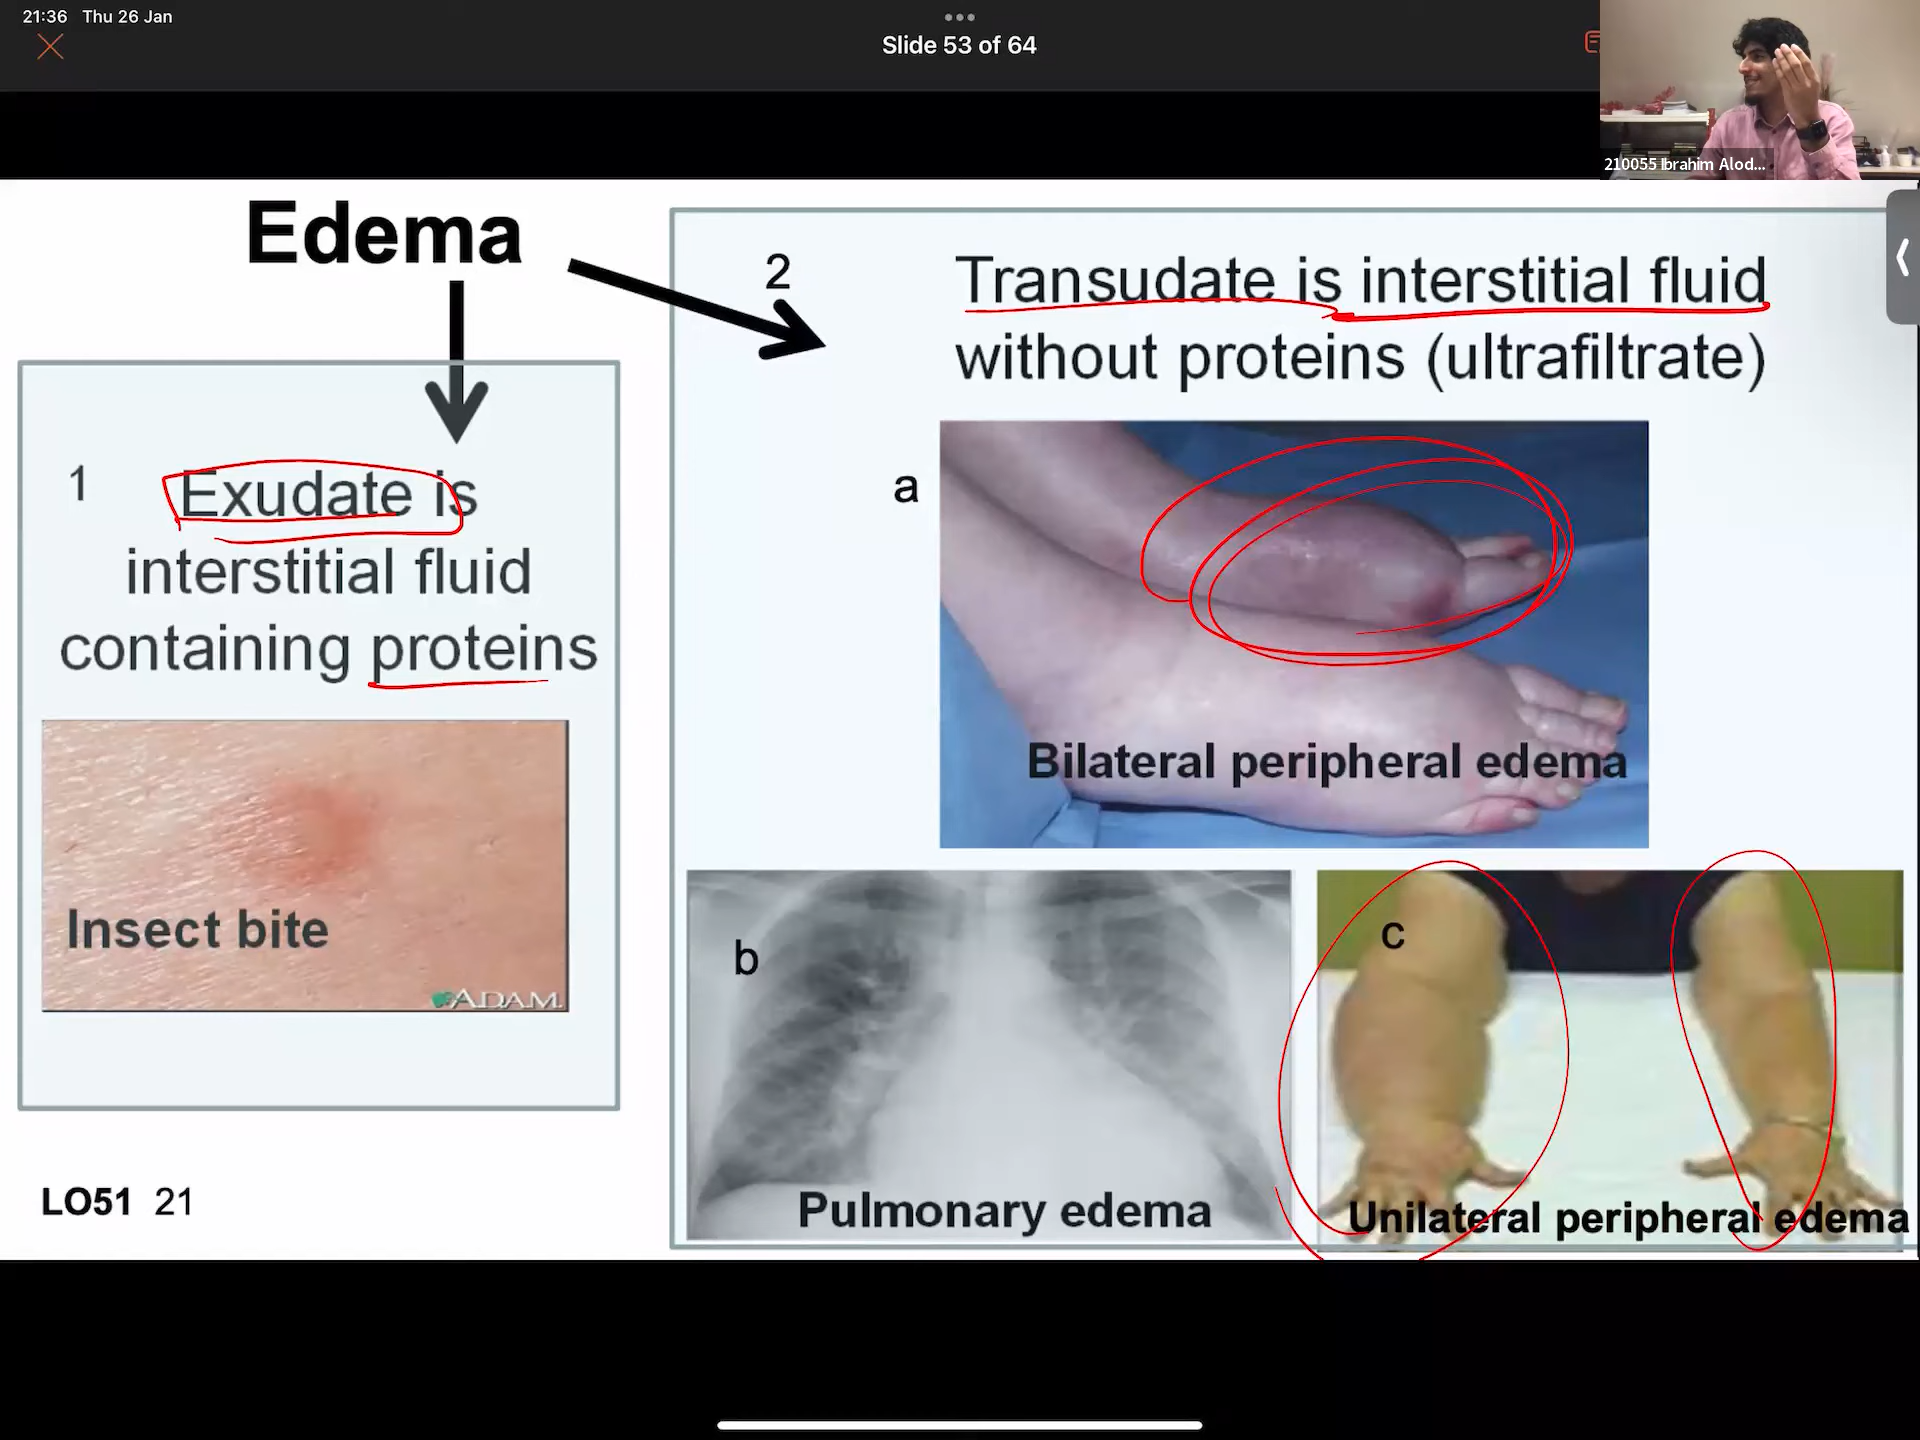 21:36 Thu 26 Jan
Slide 53 of 64
210055 Ibrahim Alod...
Edema
1
Exudate is
interstitial fluid
containing proteins
Insect bite
A.D.A.M.
LO51 21
2
Transudate is interstitial fluid
without proteins (ultrafiltrate)
a
Bilateral peripheral edema
b
Pulmonary edema
c
Unilateral peripheral edema